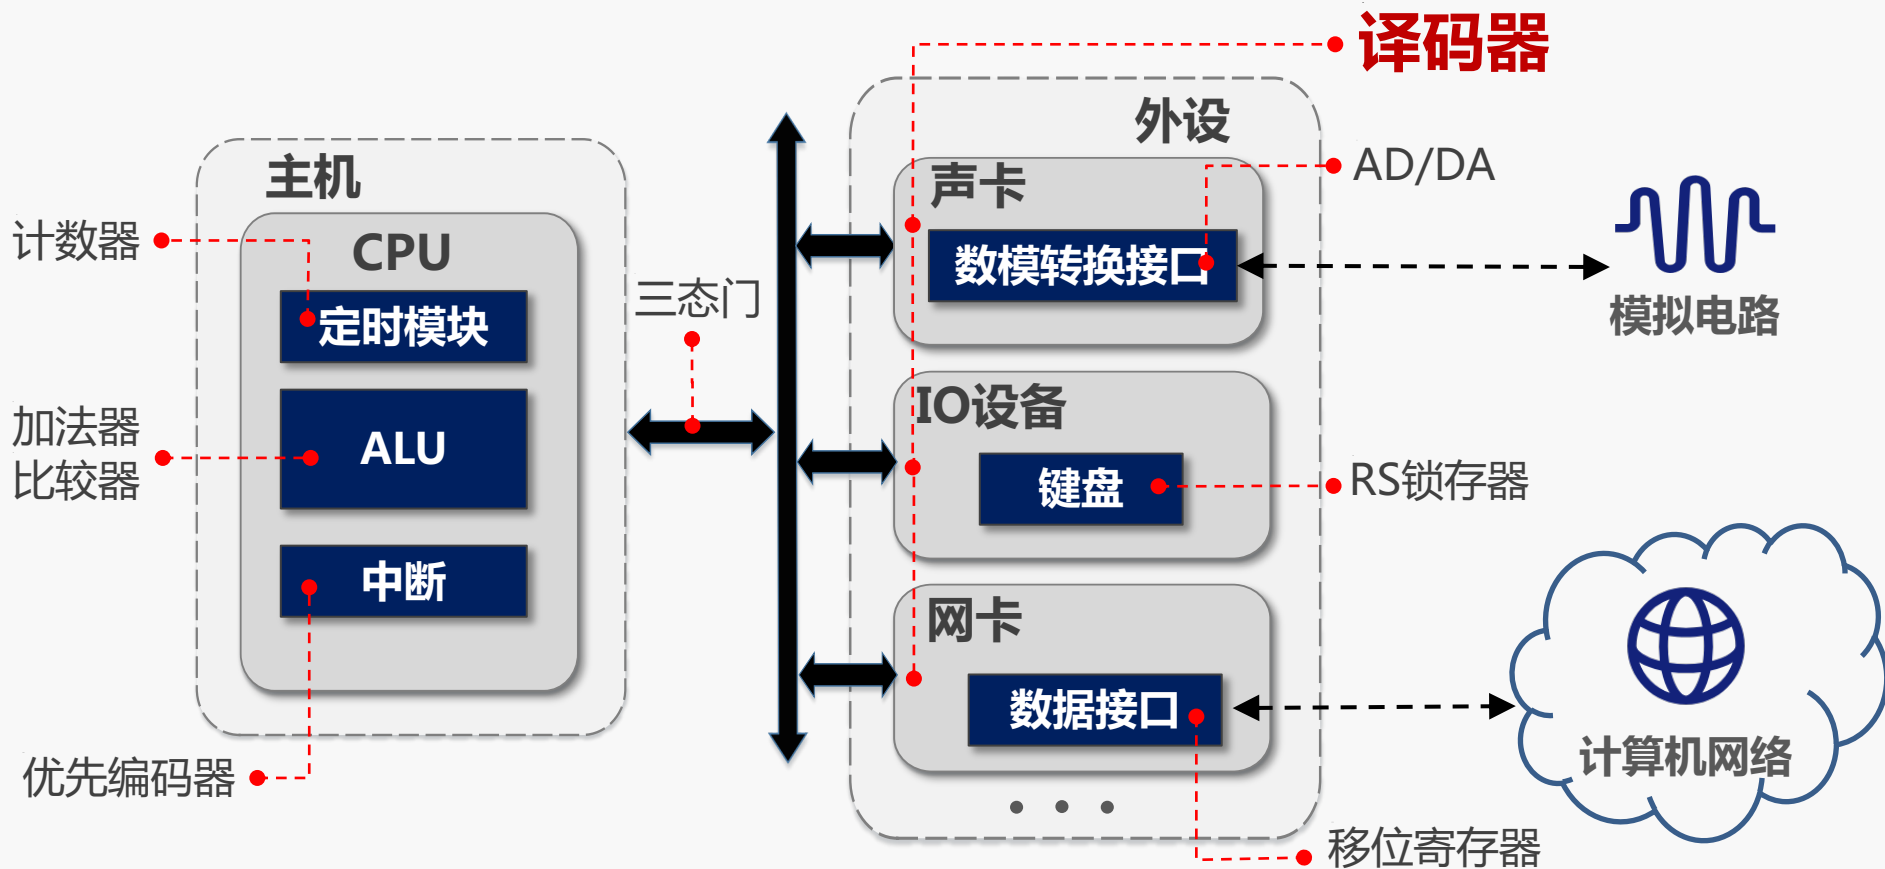 译码器
外设
主机
声卡
AD/DA
计数器
CPU
数模转换接口
三态门
定时模块
模拟电路
IO设备
加法器
比较器
ALU
键盘
RS锁存器
中断
网卡
数据接口
计算机网络
优先编码器
移位寄存器